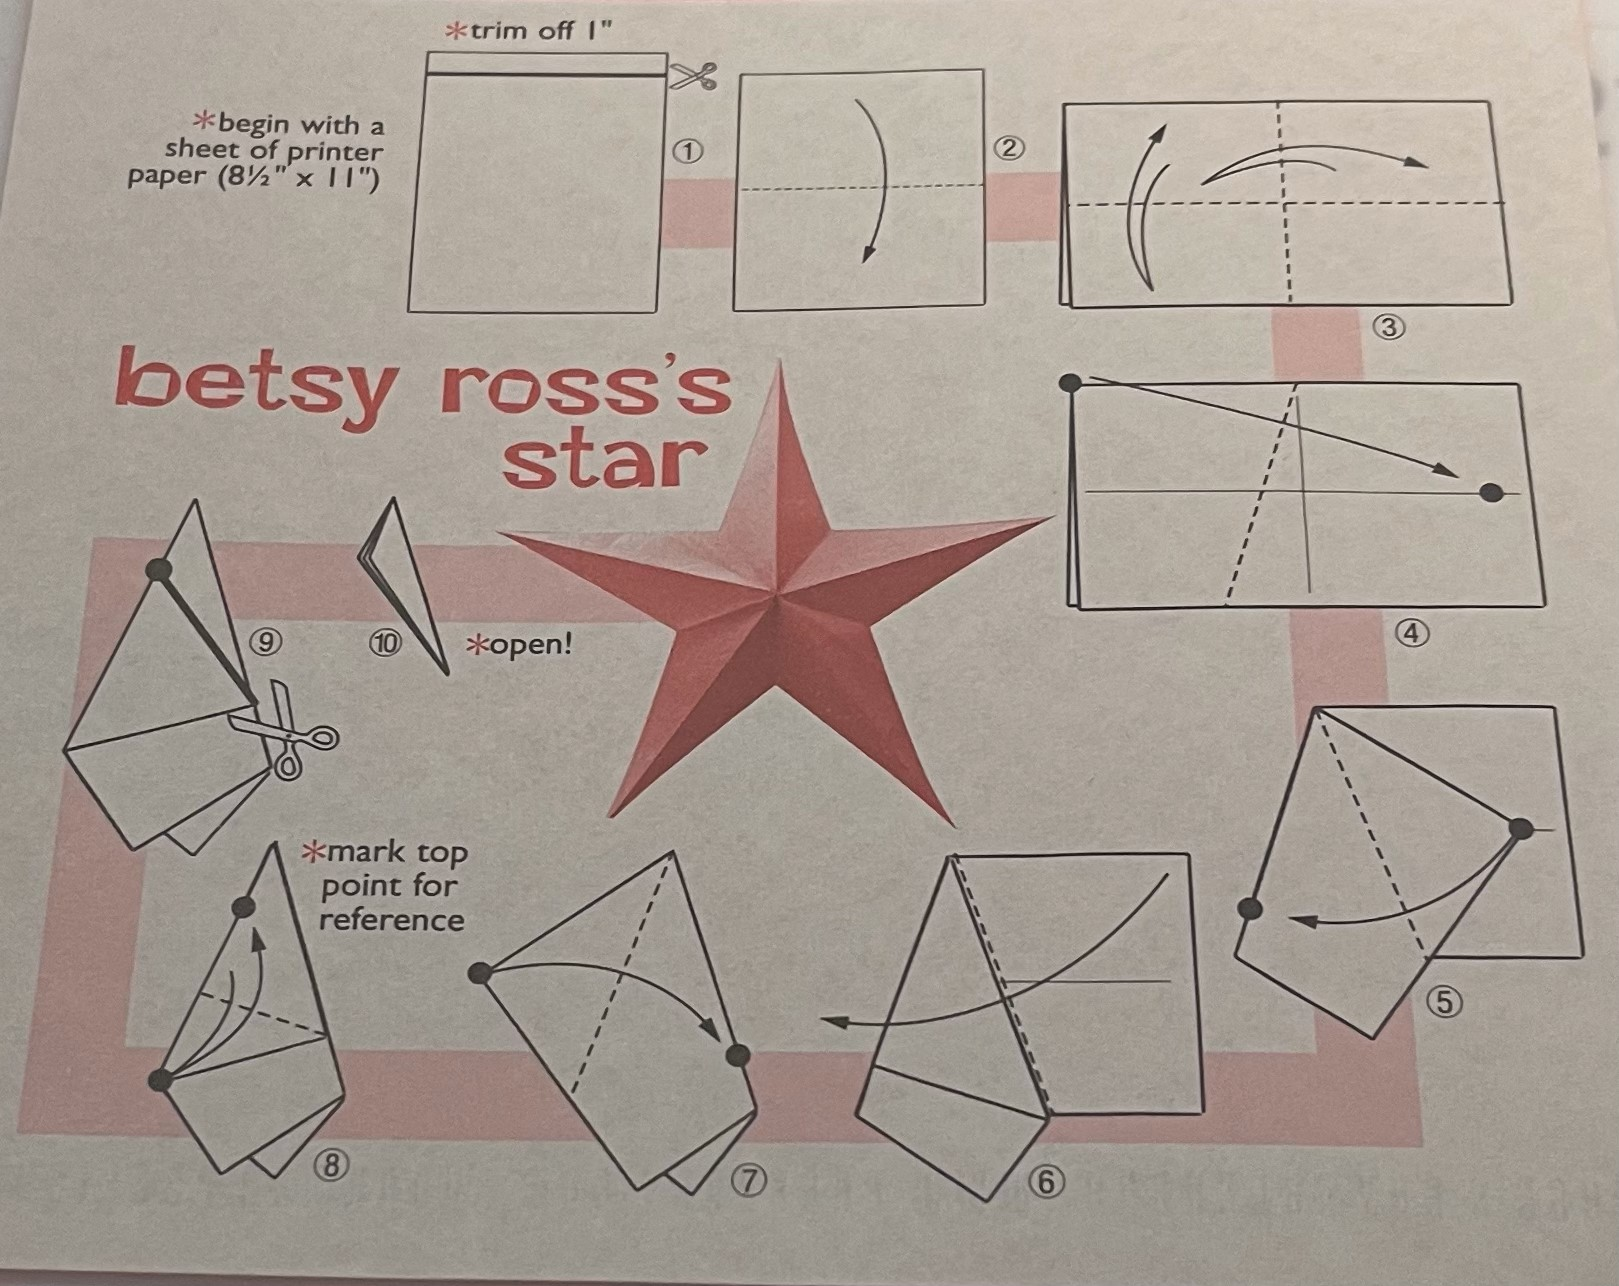 *trim off 1"
*begin with a
sheet of printer
paper (8½" x 11")
①
②
③
betsy ross's
star
④
⑨
⑩
*open!
⑤
*mark top
point for
reference
⑧
⑦
⑥